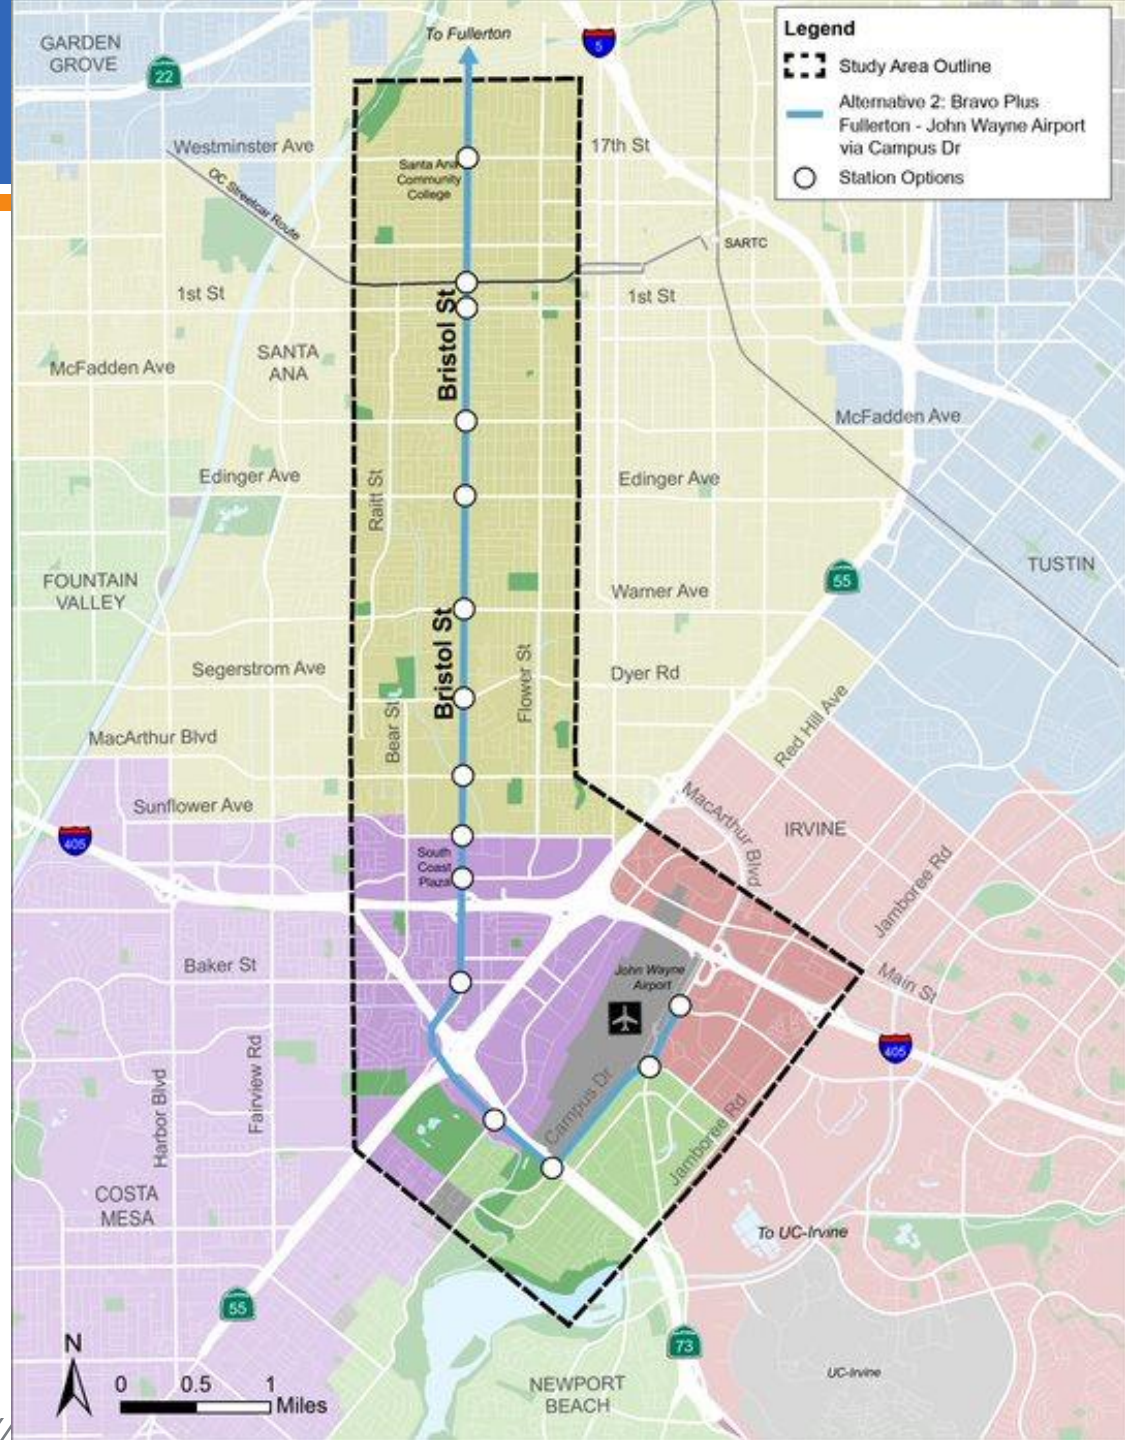 GARDEN
GROVE
22
To Fullerton
5
Legend
Study Area Outline
Alternative 2: Bravo Plus
Fullerton - John Wayne Airport
via Campus Dr
Station Options
Westminster Ave
17th St
Santa Ana
Community
College
OC Streetcar Route
SARTC
1st St
1st St
Bristol St
SANTA
ANA
McFadden Ave
McFadden Ave
Edinger Ave
Edinger Ave
Raitt St
FOUNTAIN
VALLEY
TUSTIN
55
Warner Ave
Bristol St
Segerstrom Ave
Flower St
Dyer Rd
Bear St
Red Hill Ave
MacArthur Blvd
MacArthur Blvd
Sunflower Ave
405
IRVINE
South
Coast
Plaza
Jamboree Rd
Baker St
John Wayne
Airport
Main St
405
Fairview Rd
Harbor Blvd
Campus Dr
Jamboree Rd
COSTA
MESA
To UC-Irvine
55
73
N
0 0.5 1
Miles
NEWPORT
BEACH
UC-Irvine